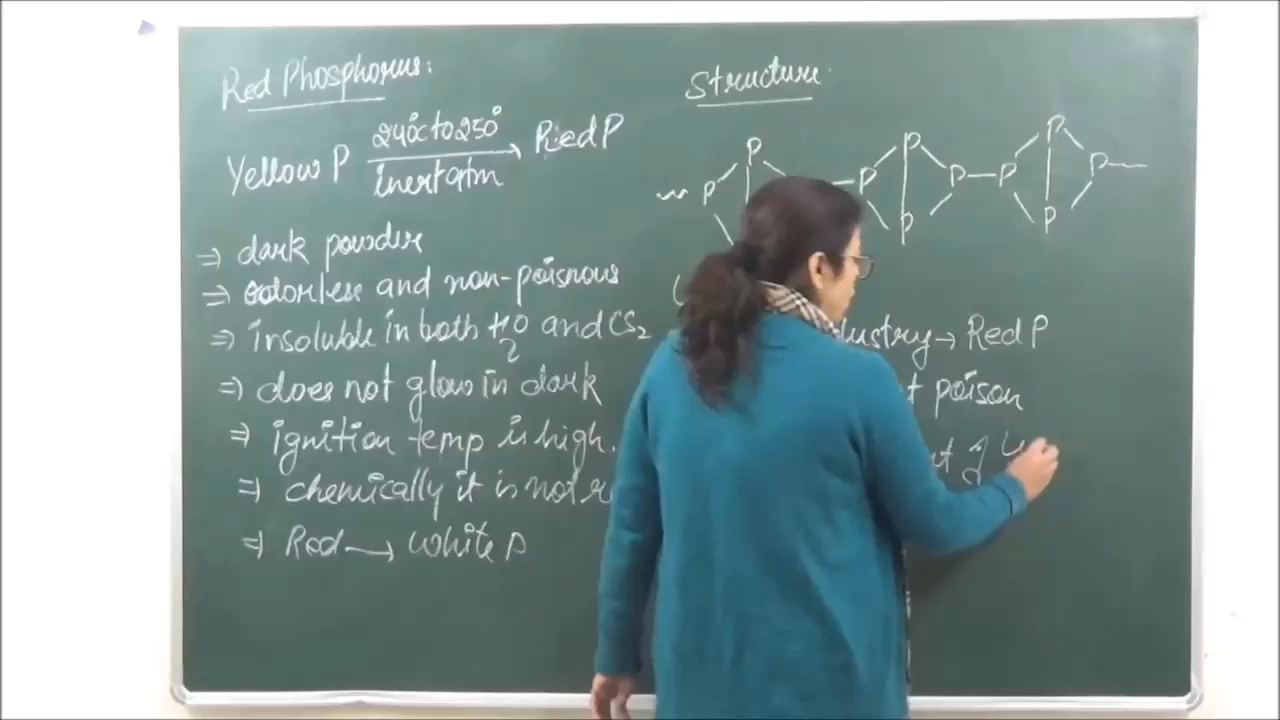 Red Phosphorus:
240°C to 250°
Yellow P ⟶ Red P
inert atm
⇒ dark powder
⇒ odorless and non-poisnous
⇒ insoluble in both H2O and CS2
⇒ does not glow in dark
⇒ ignition temp is high.
⇒ chemically it is not
⇒ Red → White P
Structure:
P P P
P P P P P
P P
→ Red P
poison
of